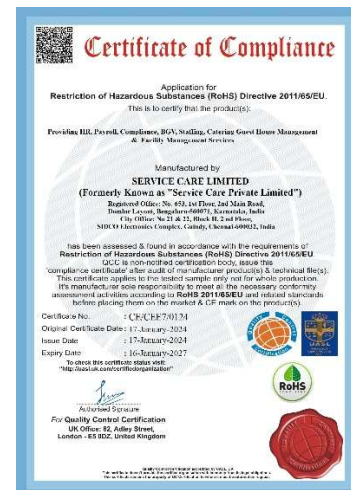 Certificate of Compliance
Application for
Restriction of Hazardous Substances (RoHS) Directive 2011/65/EU.
This is to certify that the product(s):
Providing HR, Payroll, Compliance, BGV, Staffing, Catering Guest House Management
& Facility Management Services
Manufactured by
SERVICE CARE LIMITED
(Formerly Known as "Service Care Private Limited")
Registered Office: No. 653, 1st Floor, 2nd Main Road,
Domlur Layout, Bengaluru-560071, Karnataka, India
City Office: No 21 & 22, Block II, 2nd Floor,
SIDCO Electronics Complex, Guindy, Chennai-600032, India
has been assessed & found in accordance with the requirements of
Restriction of Hazardous Substances (RoHS) Directive 2011/65/EU
QCC is non-notified certification body, issue this
'compliance certificate' after audit of manufacturer product(s) & technical file(s).
This certificate applies to the tested sample only not for whole production.
It's manufacturer sole responsibility to meet all the necessary conformity
assessment activities according to RoHS 2011/65/EU and related standards
before placing them on the market & CE mark on the product(s).
Certificate No. : CE/CEE7/0124
Original Certificate Date : 17-January-2024
Issue Date : 17-January-2024
Expiry Date : 16-January-2027
To check this certificate status visit:
"http://uasl.uk.com/certifiedorganization/"
Authorised Signature
For Quality Control Certification
UK Office: 82, Adley Street,
London - E5 0DZ, United Kingdom
UASL
RoHS